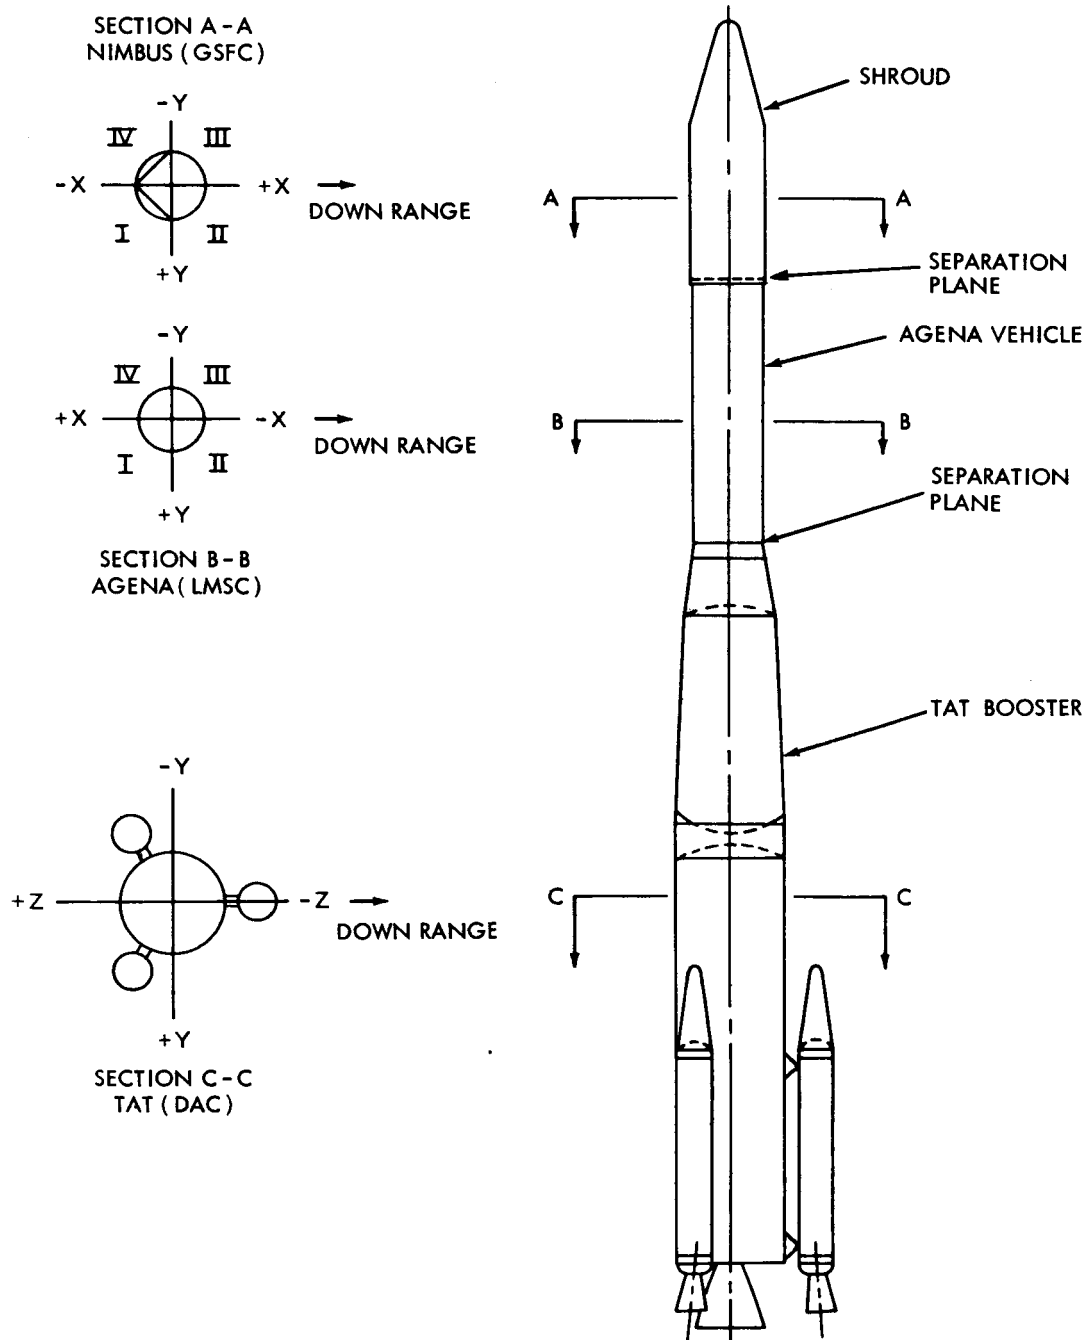 SECTION A-A
NIMBUS (GSFC)
-Y
IV III
-X +X
DOWN RANGE
I II
+Y
-Y
IV III
+X -X
DOWN RANGE
I II
+Y
SECTION B-B
AGENA (LMSC)
-Y
+Z -Z
DOWN RANGE
+Y
SECTION C-C
TAT (DAC)
SHROUD
A A
SEPARATION
PLANE
AGENA VEHICLE
B B
SEPARATION
PLANE
TAT BOOSTER
C C